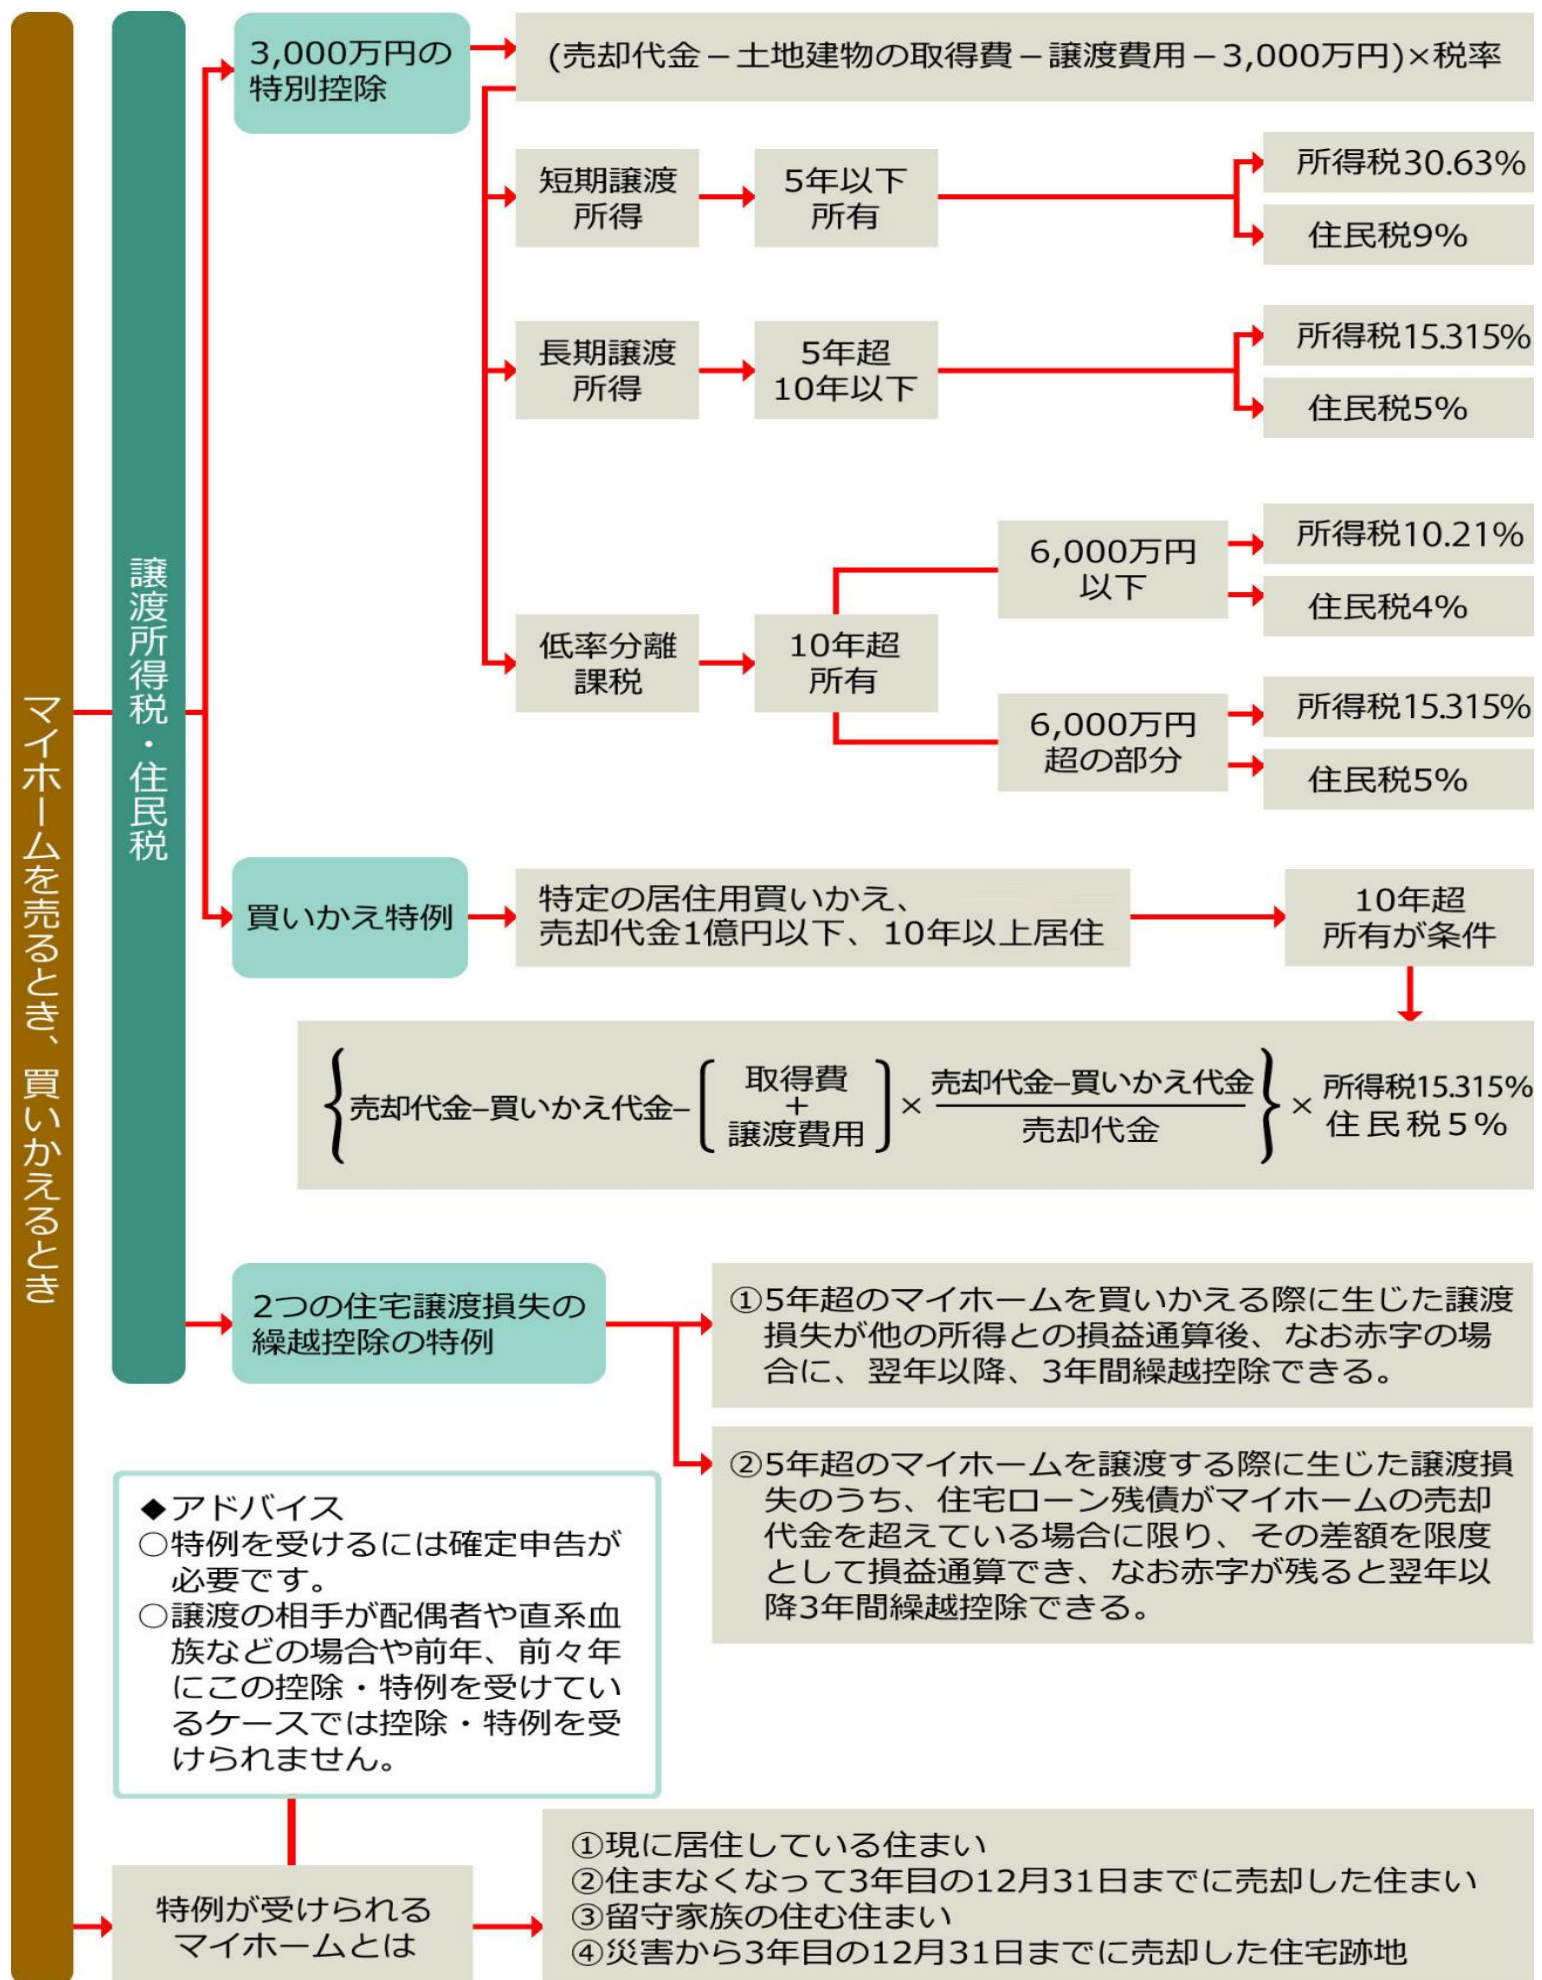 マイホームを売るとき、買いかえるとき
譲渡所得税・住民税
3,000万円の
特別控除
(売却代金－土地建物の取得費－譲渡費用－3,000万円)×税率
短期譲渡
所得
5年以下
所有
所得税30.63%
住民税9%
長期譲渡
所得
5年超
10年以下
所得税15.315%
住民税5%
低率分離
課税
10年超
所有
6,000万円
以下
所得税10.21%
住民税4%
6,000万円
超の部分
所得税15.315%
住民税5%
買いかえ特例
特定の居住用買いかえ、
売却代金1億円以下、10年以上居住
10年超
所有が条件
{売却代金–買いかえ代金–[取得費+譲渡費用]×売却代金–買いかえ代金/売却代金}×所得税15.315% 住民税5%
2つの住宅譲渡損失の
繰越控除の特例
①5年超のマイホームを買いかえる際に生じた譲渡
損失が他の所得との損益通算後、なお赤字の場
合に、翌年以降、3年間繰越控除できる。
②5年超のマイホームを譲渡する際に生じた譲渡損
失のうち、住宅ローン残債がマイホームの売却
代金を超えている場合に限り、その差額を限度
として損益通算でき、なお赤字が残ると翌年以
降3年間繰越控除できる。
◆アドバイス
○特例を受けるには確定申告が
必要です。
○譲渡の相手が配偶者や直系血
族などの場合や前年、前々年
にこの控除・特例を受けてい
るケースでは控除・特例を受
けられません。
特例が受けられる
マイホームとは
①現に居住している住まい
②住まなくなって3年目の12月31日までに売却した住まい
③留守家族の住む住まい
④災害から3年目の12月31日までに売却した住宅跡地